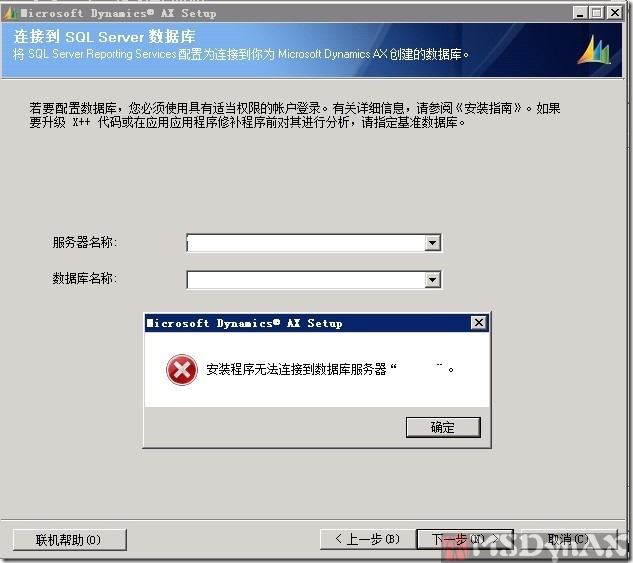 Microsoft Dynamics® AX Setup
连接到 SQL Server 数据库
将 SQL Server Reporting Services 配置为连接到你为 Microsoft Dynamics AX 创建的数据库。
若要配置数据库，您必须使用具有适当权限的帐户登录。有关详细信息，请参阅《安装指南》。如果
要升级 X++ 代码或在应用应用程序修补程序前对其进行分析，请指定基准数据库。
服务器名称:
数据库名称:
Microsoft Dynamics® AX Setup
安装程序无法连接到数据库服务器“ ”。
确定
联机帮助(O)
< 上一步(B)
下一步(N) >
取消(C)
MSDynAX